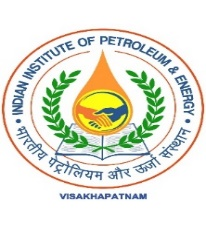 • INDIAN INSTITUTE OF PETROLEUM & ENERGY •
भारतीय पेट्रोलियम और ऊर्जा संस्थान
VISAKHAPATNAM